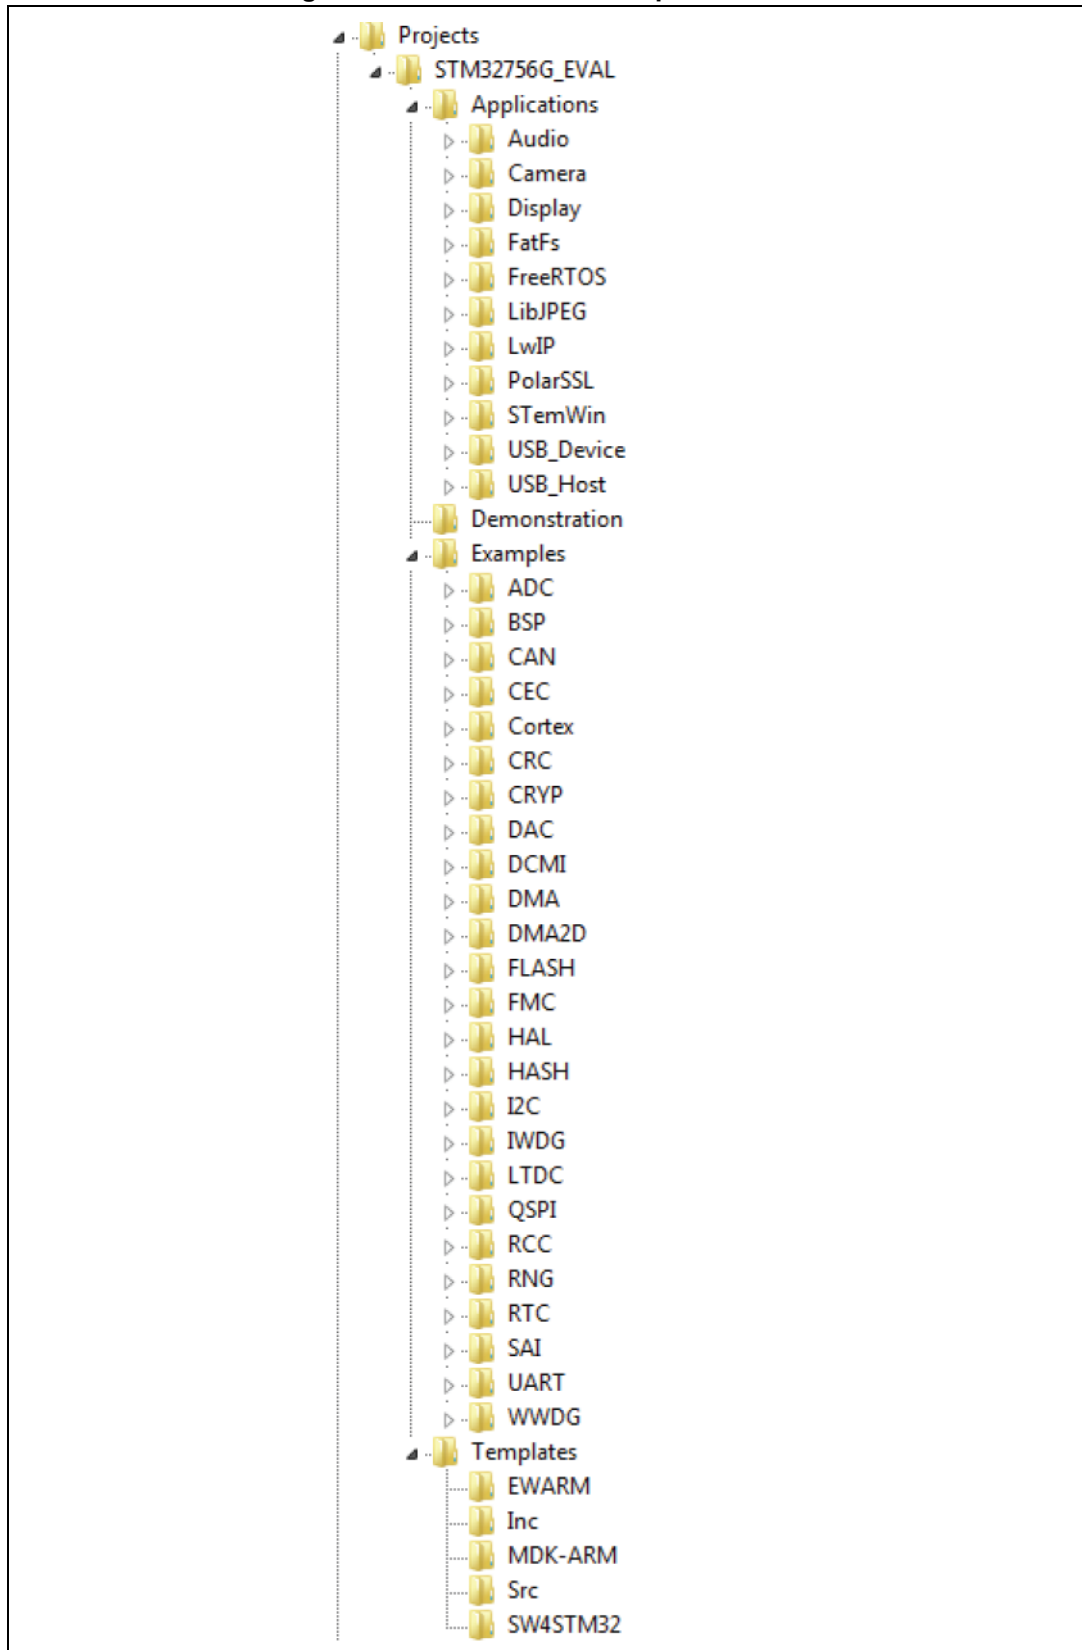 Projects
STM32756G_EVAL
Applications
Audio
Camera
Display
FatFs
FreeRTOS
LibJPEG
LwIP
PolarSSL
STemWin
USB_Device
USB_Host
Demonstration
Examples
ADC
BSP
CAN
CEC
Cortex
CRC
CRYP
DAC
DCMI
DMA
DMA2D
FLASH
FMC
HAL
HASH
I2C
IWDG
LTDC
QSPI
RCC
RNG
RTC
SAI
UART
WWDG
Templates
EWARM
Inc
MDK-ARM
Src
SW4STM32